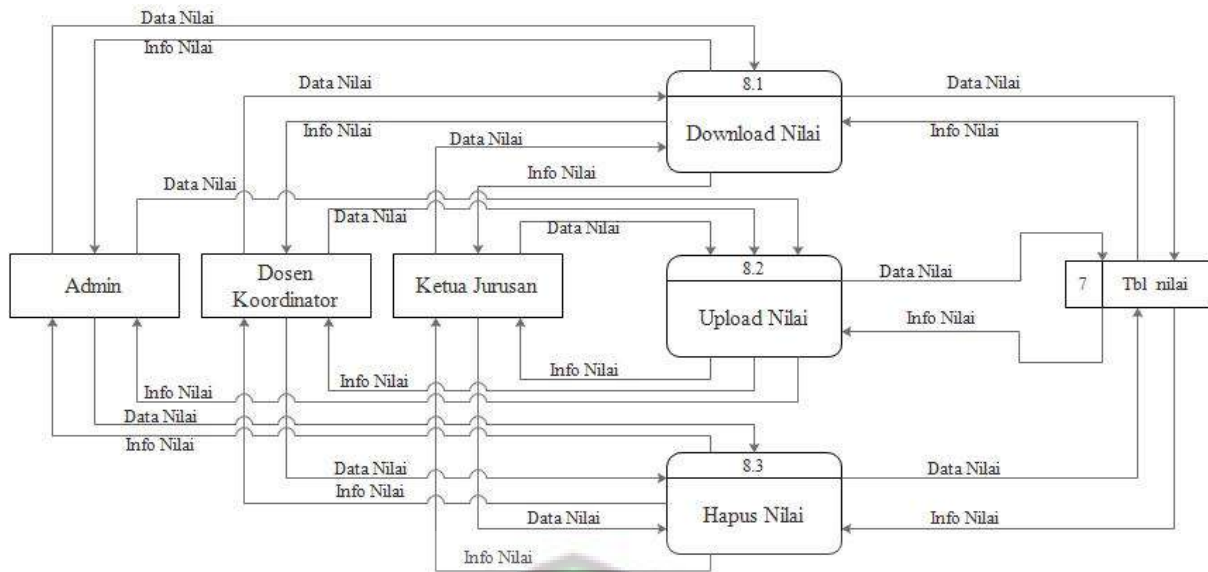 Data Nilai
Info Nilai
Data Nilai
8.1
Data Nilai
Info Nilai
Data Nilai
Download Nilai
Info Nilai
Info Nilai
Data Nilai
Data Nilai
Data Nilai
Admin
Dosen
Koordinator
Ketua Jurusan
8.2
Data Nilai
7
Tbl nilai
Upload Nilai
Info Nilai
Info Nilai
Info Nilai
Info Nilai
Data Nilai
Info Nilai
8.3
Data Nilai
Data Nilai
Info Nilai
Hapus Nilai
Data Nilai
Info Nilai
Info Nilai